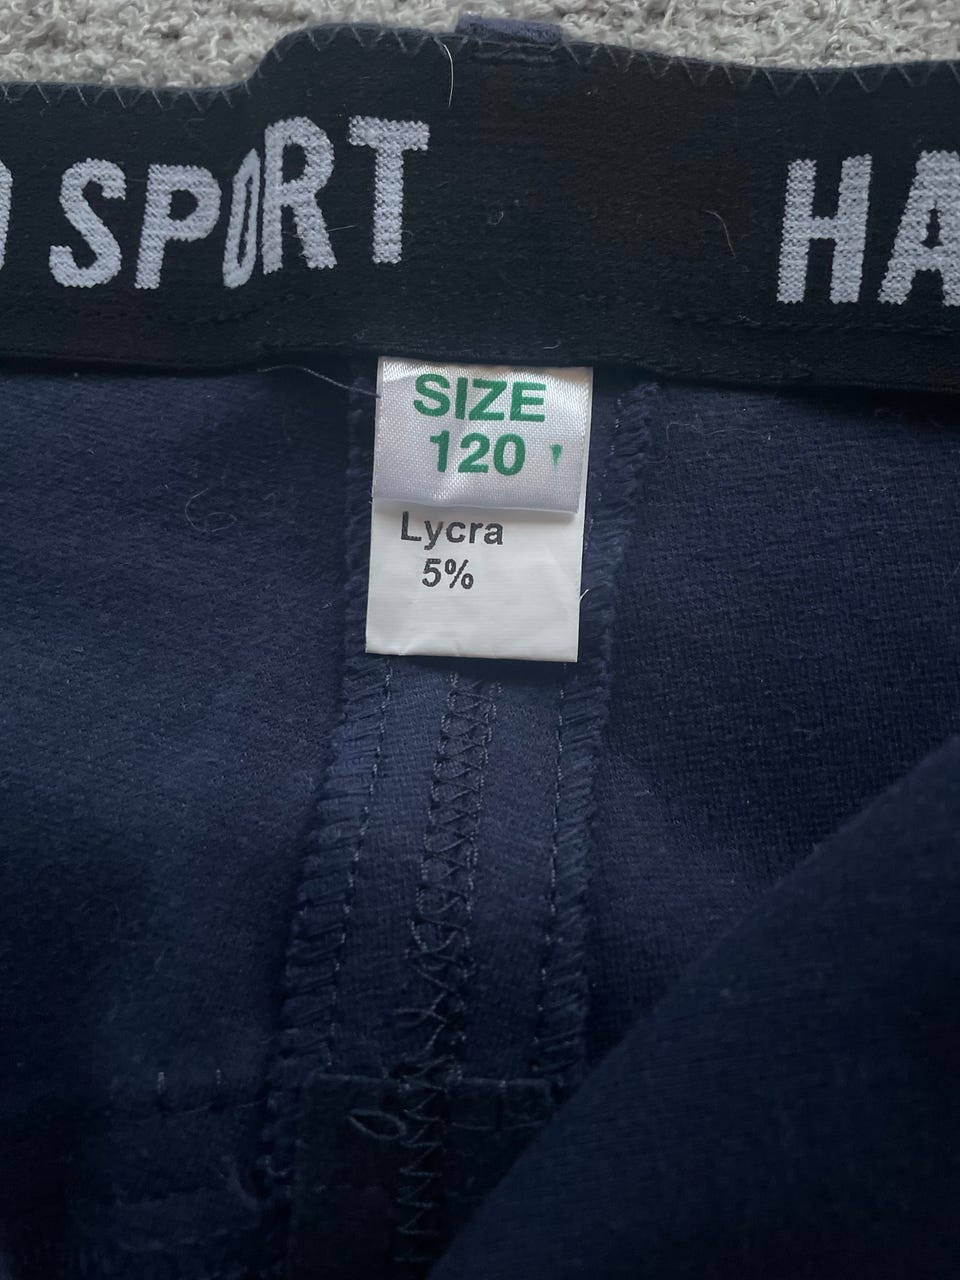 SPORT
HA
SIZE
120
Lycra
5%